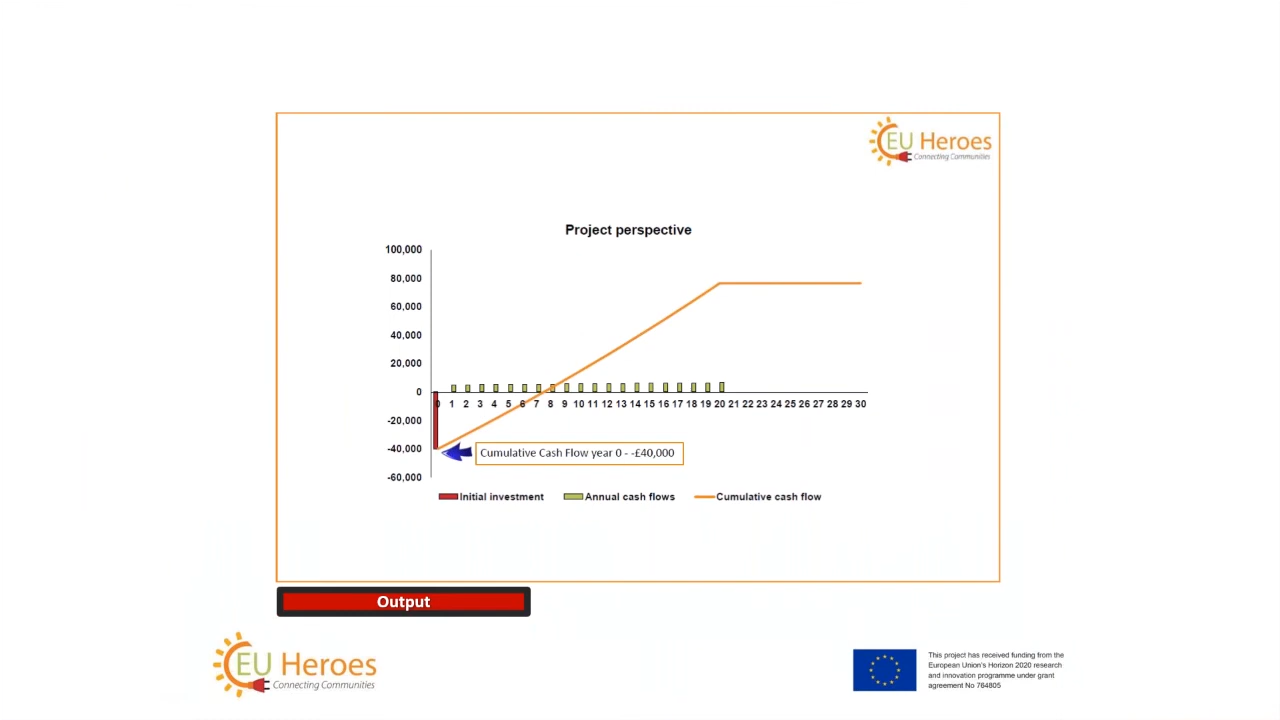 EU Heroes
Connecting Communities
Project perspective
100,000
80,000
60,000
40,000
20,000
0
-20,000
-40,000
-60,000
0 1 2 3 4 5 6 7 8 9 10 11 12 13 14 15 16 17 18 19 20 21 22 23 24 25 26 27 28 29 30
Cumulative Cash Flow year 0 - -£40,000
Initial investment Annual cash flows Cumulative cash flow
Output
EU Heroes
Connecting Communities
This project has received funding from the
European Union's Horizon 2020 research
and innovation programme under grant
agreement No 764805